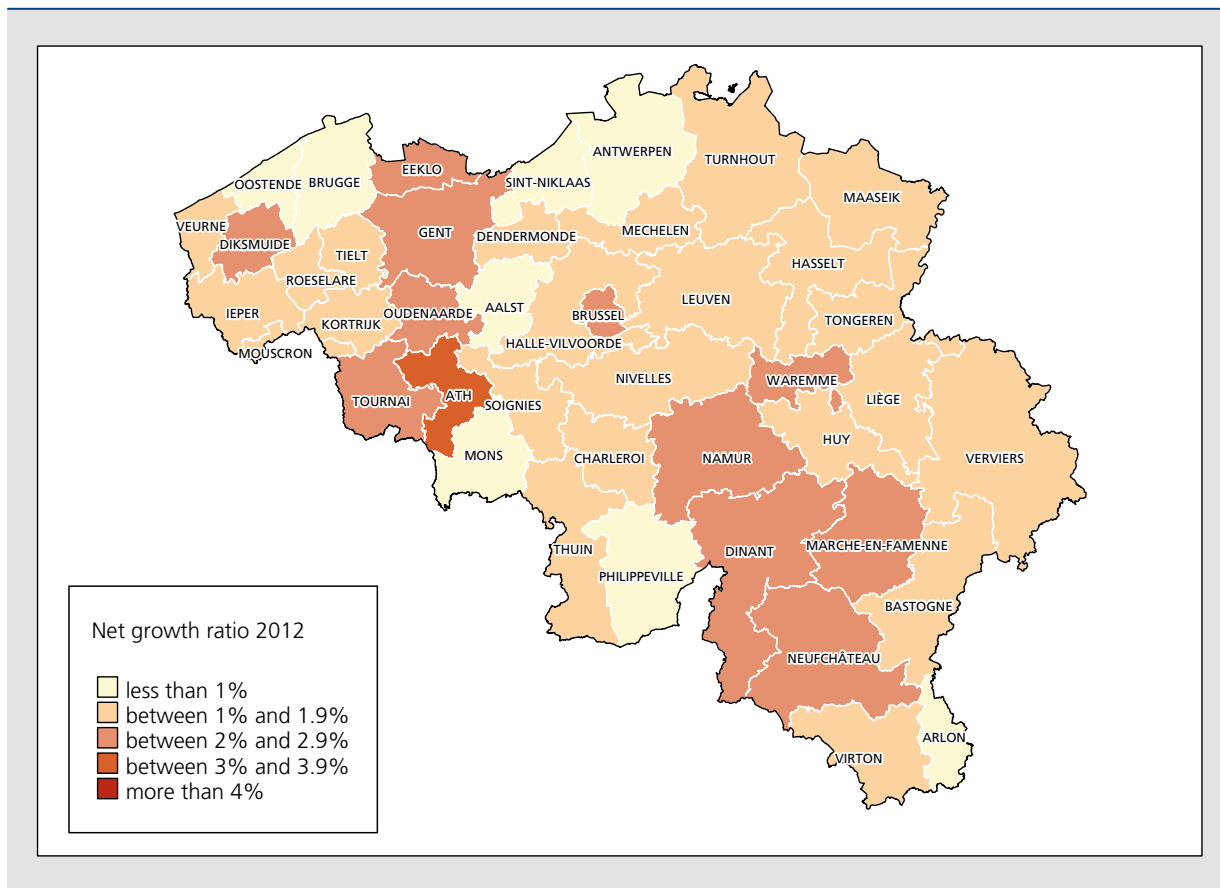 ANTWERPEN
TURNHOUT
EEKLO
OOSTENDE
BRUGGE
SINT-NIKLAAS
MAASEIK
VEURNE
DIKSMUIDE
GENT
DENDERMONDE
MECHELEN
TIELT
HASSELT
ROESELARE
LEUVEN
IEPER
KORTRIJK
OUDENAARDE
AALST
BRUSSEL
TONGEREN
HALLE-VILVOORDE
MOUSCRON
NIVELLES
WAREMME
TOURNAI
ATH
SOIGNIES
LIÈGE
HUY
MONS
CHARLEROI
NAMUR
VERVIERS
THUIN
DINANT
MARCHE-EN-FAMENNE
PHILIPPEVILLE
BASTOGNE
NEUFCHÂTEAU
ARLON
VIRTON
Net growth ratio 2012
less than 1%
between 1% and 1.9%
between 2% and 2.9%
between 3% and 3.9%
more than 4%